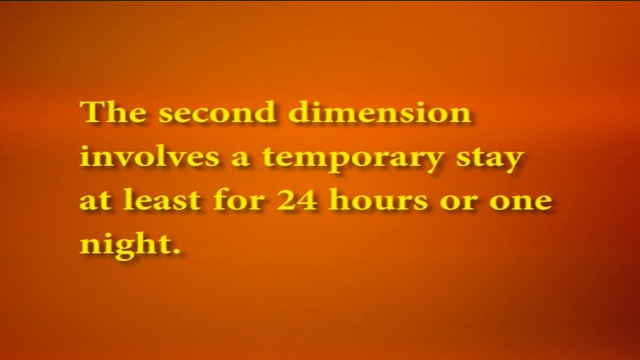 The second dimension
involves a temporary stay
at least for 24 hours or one
night.